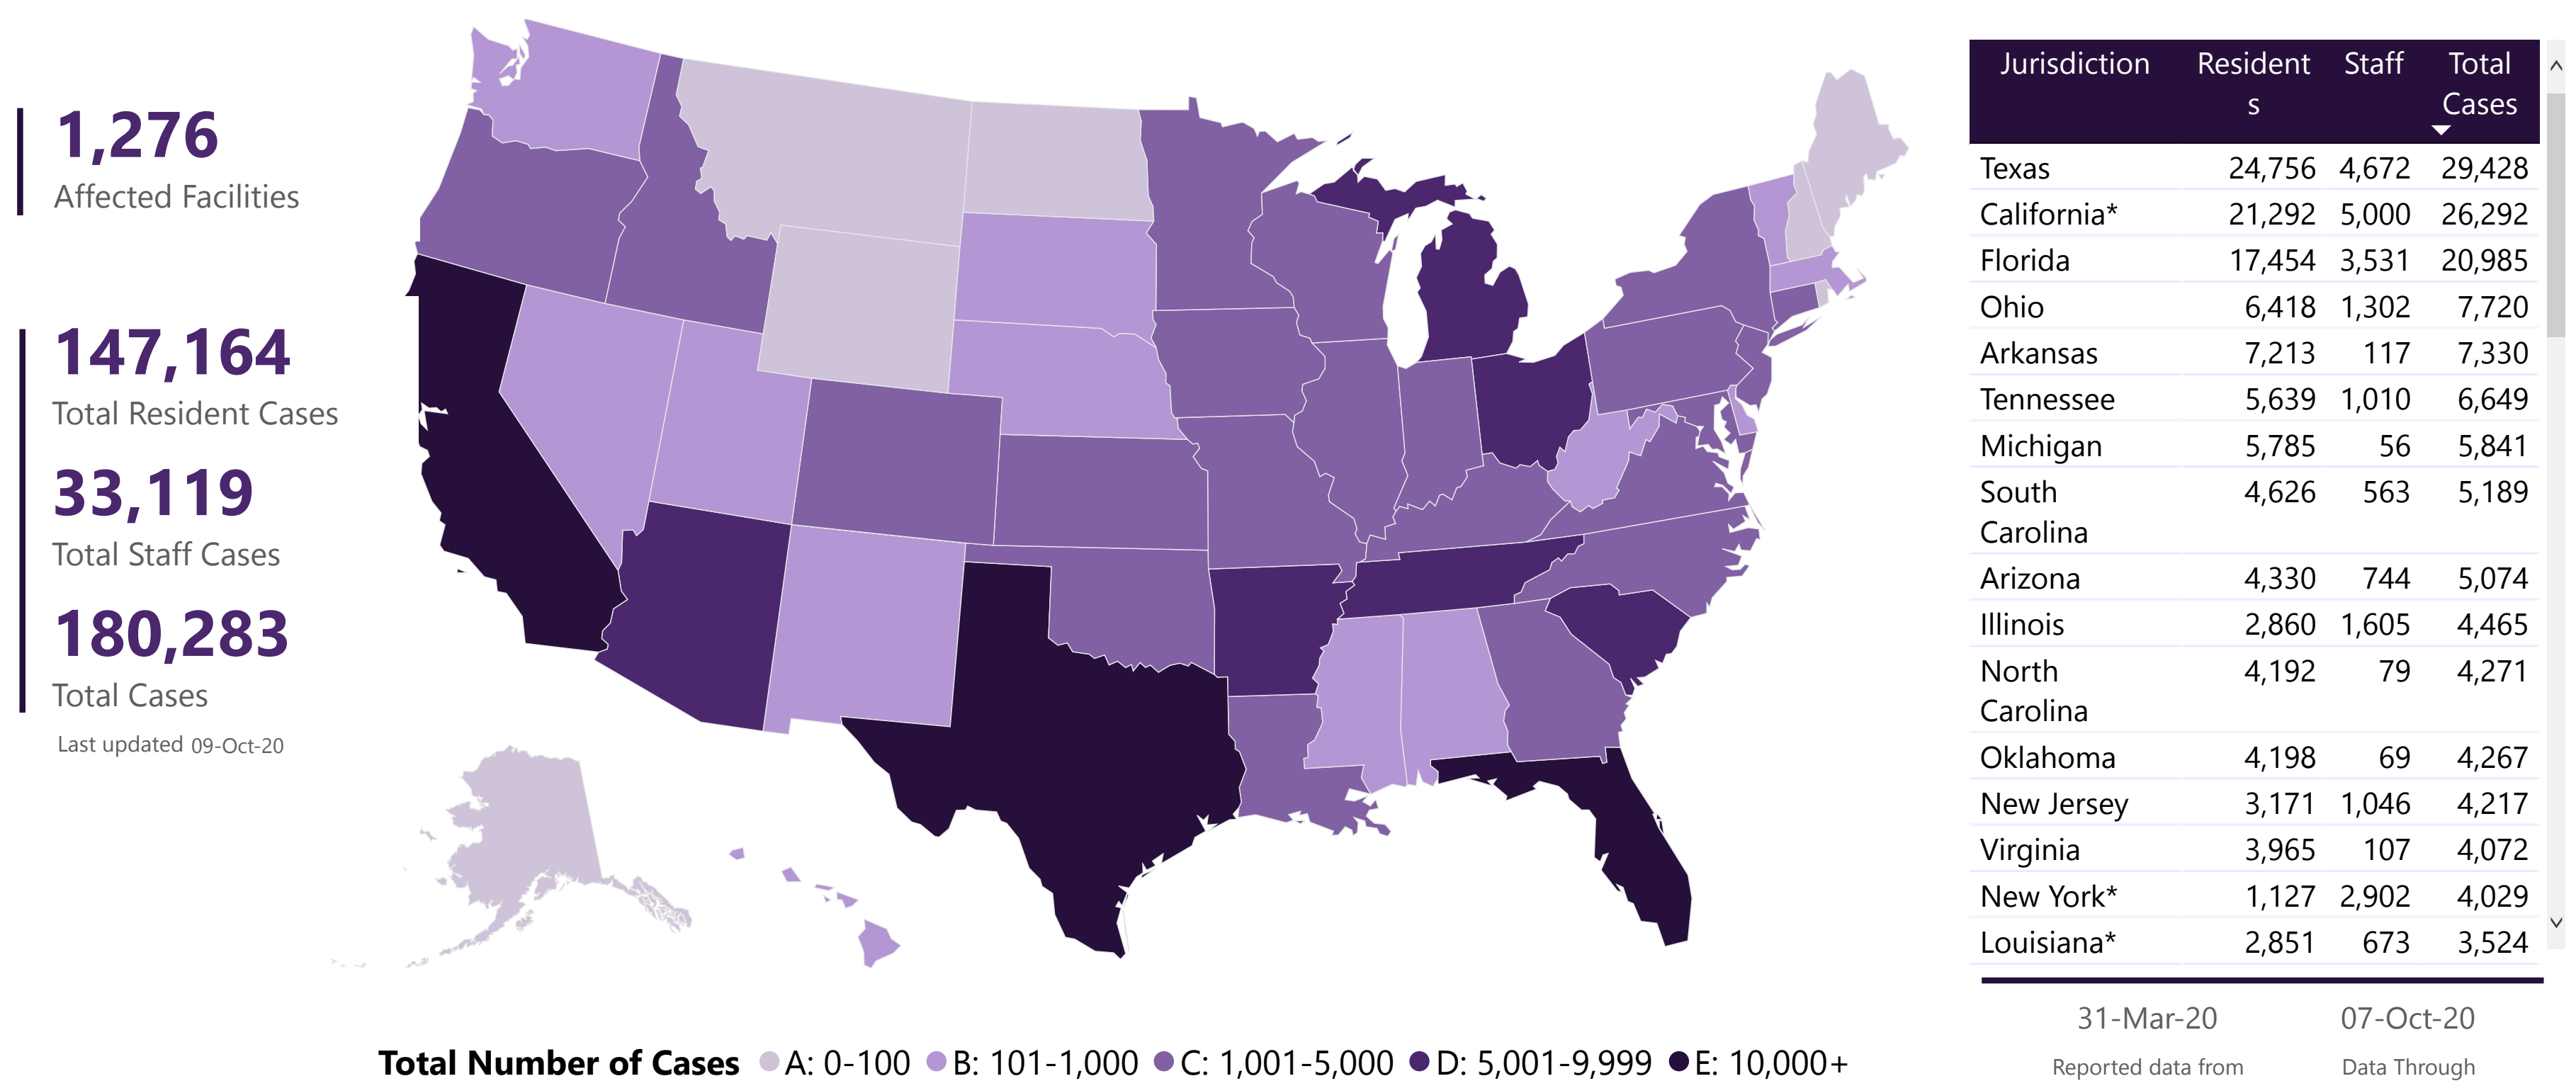 1,276
Affected Facilities
147,164
Total Resident Cases
33,119
Total Staff Cases
180,283
Total Cases
Last updated 09-Oct-20
Total Number of Cases A: 0-100 B: 101-1,000 C: 1,001-5,000 D: 5,001-9,999 E: 10,000+
Jurisdiction Resident Staff Total
s Cases
Texas 24,756 4,672 29,428
California* 21,292 5,000 26,292
Florida 17,454 3,531 20,985
Ohio 6,418 1,302 7,720
Arkansas 7,213 117 7,330
Tennessee 5,639 1,010 6,649
Michigan 5,785 56 5,841
South 4,626 563 5,189
Carolina
Arizona 4,330 744 5,074
Illinois 2,860 1,605 4,465
North 4,192 79 4,271
Carolina
Oklahoma 4,198 69 4,267
New Jersey 3,171 1,046 4,217
Virginia 3,965 107 4,072
New York* 1,127 2,902 4,029
Louisiana* 2,851 673 3,524
31-Mar-20 07-Oct-20
Reported data from Data Through